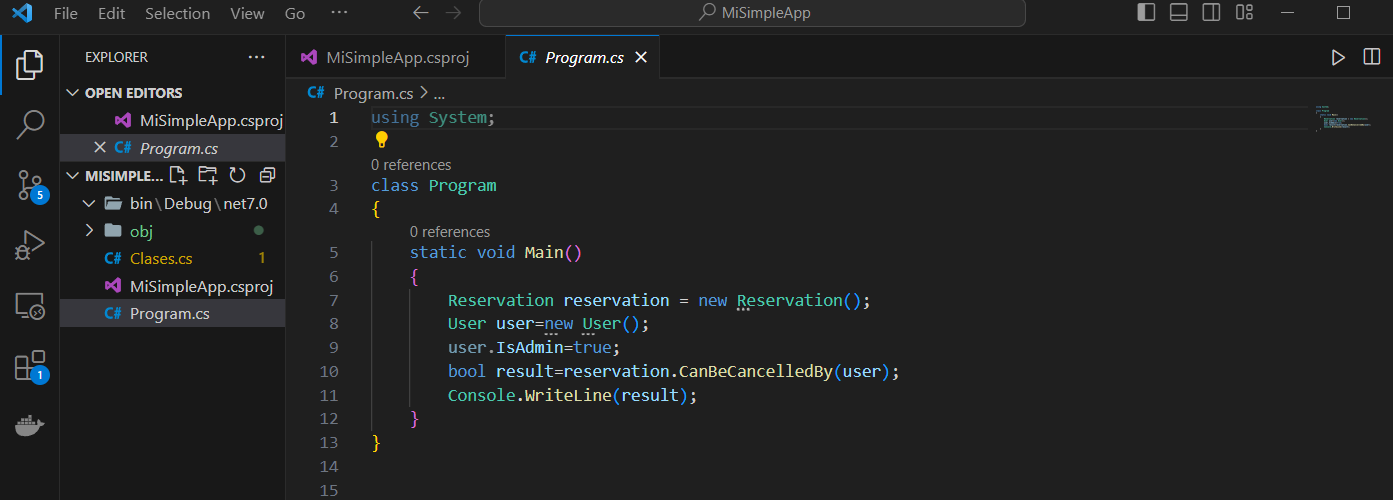 File Edit Selection View Go ··· MiSimpleApp
EXPLORER ···
OPEN EDITORS
MiSimpleApp.csproj
Program.cs
MISIMPLE...
bin\Debug\net7.0
obj
Clases.cs 1
MiSimpleApp.csproj
Program.cs
5
1
MiSimpleApp.csproj Program.cs
Program.cs > ...
1 using System;
2
0 references
3 class Program
4 {
0 references
5 static void Main()
6 {
7 Reservation reservation = new Reservation();
8 User user=new User();
9 user.IsAdmin=true;
10 bool result=reservation.CanBeCancelledBy(user);
11 Console.WriteLine(result);
12 }
13 }
14
15